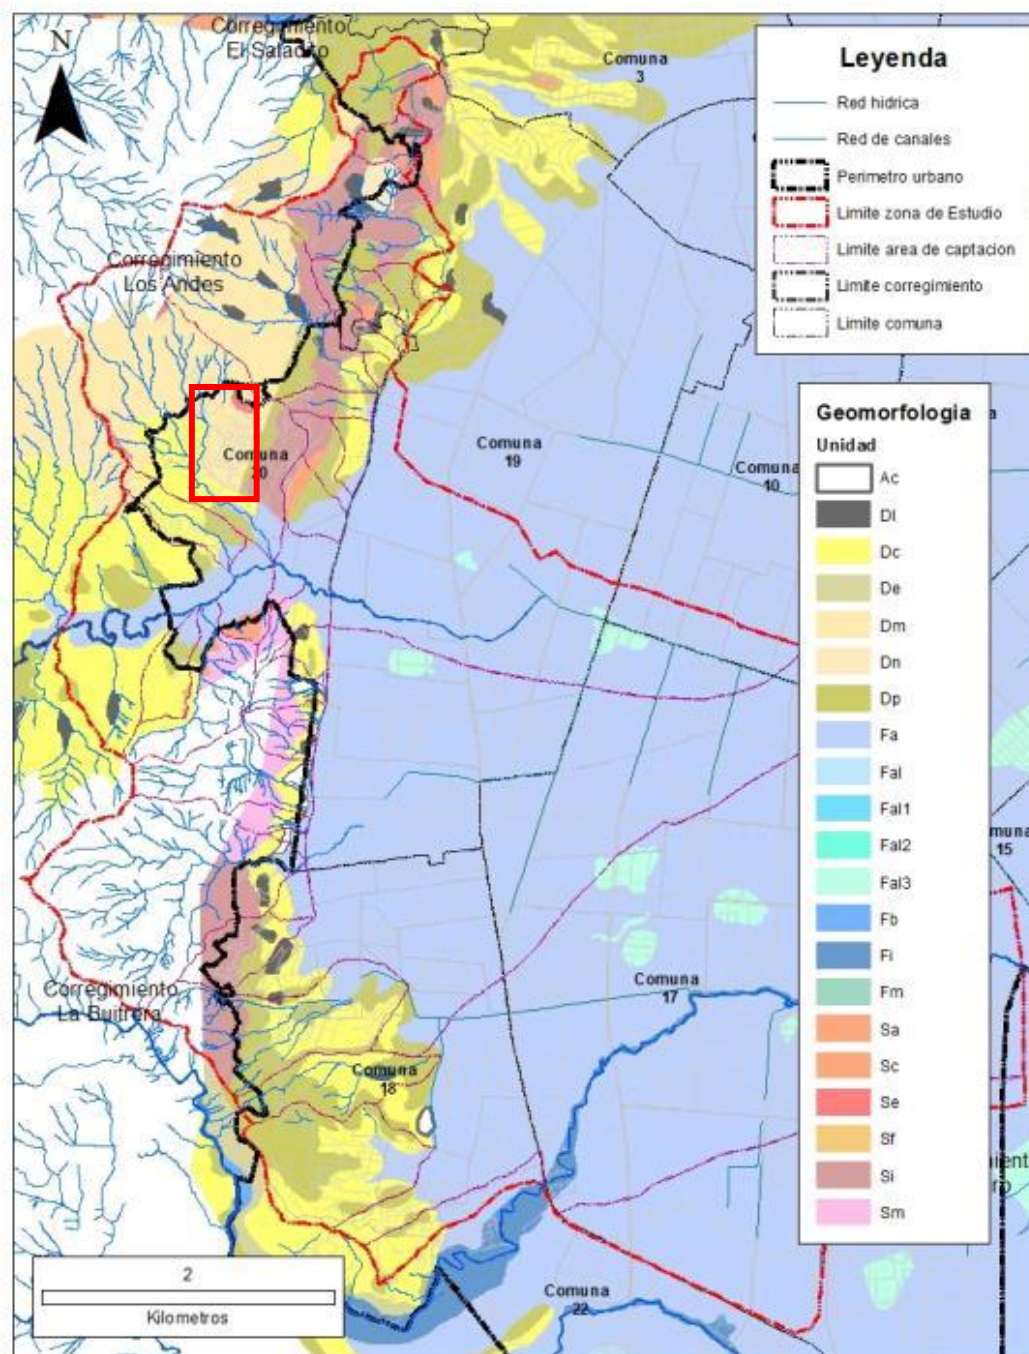 Corregimiento
El Saladito
N
Comuna
3
Leyenda
Red hidrica
Red de canales
Perimetro urbano
Limite zona de Estudio
Limite area de captacion
Limite corregimiento
Limite comuna
Corregimiento
Los Andes
Comuna
20
Comuna
19
Comuna
10
Geomorfologia
Unidad
Ac
Dl
Dc
De
Dm
Dn
Dp
Fa
Fal
Fal1
Fal2
Fal3
Fb
Fi
Fm
Sa
Sc
Se
Sf
Si
Sm
muna
15
Corregimiento
La Buitrera
Comuna
17
Comuna
18
Comuna
22
2
Kilometros